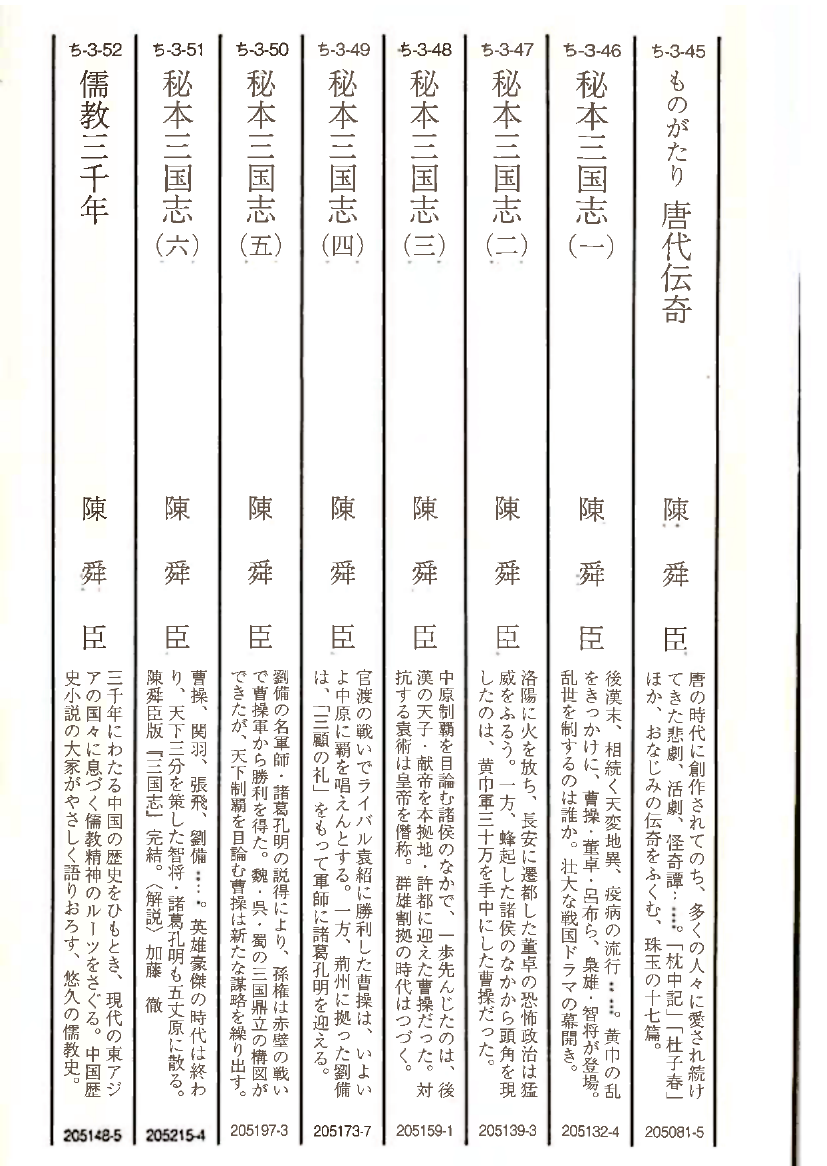 ち-3-45
ものがたり 唐代伝奇
陳舜臣
唐の時代に創作されてのち、多くの人々に愛され続け
てきた悲劇、活劇、怪奇譚……。「枕中記」「杜子春」
ほか、おなじみの伝奇をふくむ、珠玉の十七篇。
205081-5
ち-3-46
秘本三国志(一)
陳舜臣
後漢末、相続く天変地異、疫病の流行……。黄巾の乱
をきっかけに、曹操・董卓・呂布ら、梟雄・智将が登場。
乱世を制するのは誰か。壮大な戦国ドラマの幕開き。
205132-4
ち-3-47
秘本三国志(二)
陳舜臣
洛陽に火を放ち、長安に遷都した董卓の恐怖政治は猛
威をふるう。一方、蜂起した諸侯のなかから頭角を現
したのは、黄巾軍三十万を手中にした曹操だった。
205139-3
ち-3-48
秘本三国志(三)
陳舜臣
中原制覇を目論む諸侯のなかで、一歩先んじたのは、後
漢の天子・献帝を本拠地・許都に迎えた曹操だった。対
抗する袁術は皇帝を僭称。群雄割拠の時代はつづく。
205159-1
ち-3-49
秘本三国志(四)
陳舜臣
官渡の戦いでライバル袁紹に勝利した曹操は、いよい
よ中原に覇を唱えんとする。一方、荆州に拠った劉備
は、「三顧の礼」をもって軍師に諸葛孔明を迎える。
205173-7
ち-3-50
秘本三国志(五)
陳舜臣
劉備の名軍師・諸葛孔明の説得により、孫権は赤壁の戦い
で曹操軍から勝利を得た。魏・呉・蜀の三国鼎立の構図が
できたが、天下制覇を目論む曹操は新たな謀略を繰り出す。
205197-3
ち-3-51
秘本三国志(六)
陳舜臣
曹操、関羽、張飛、劉備……。英雄豪傑の時代は終わ
り、天下三分を策した智将・諸葛孔明も五丈原に散る。
陳舜臣版『三国志』完結。〈解説〉加藤 徹
205215-4
ち-3-52
儒教三千年
陳舜臣
三千年にわたる中国の歴史をひもとき、現代の東アジ
アの国々に息づく儒教精神のルーツをさぐる。中国歴
史小説の大家がやさしく語りおろす、悠久の儒教史。
205148-5